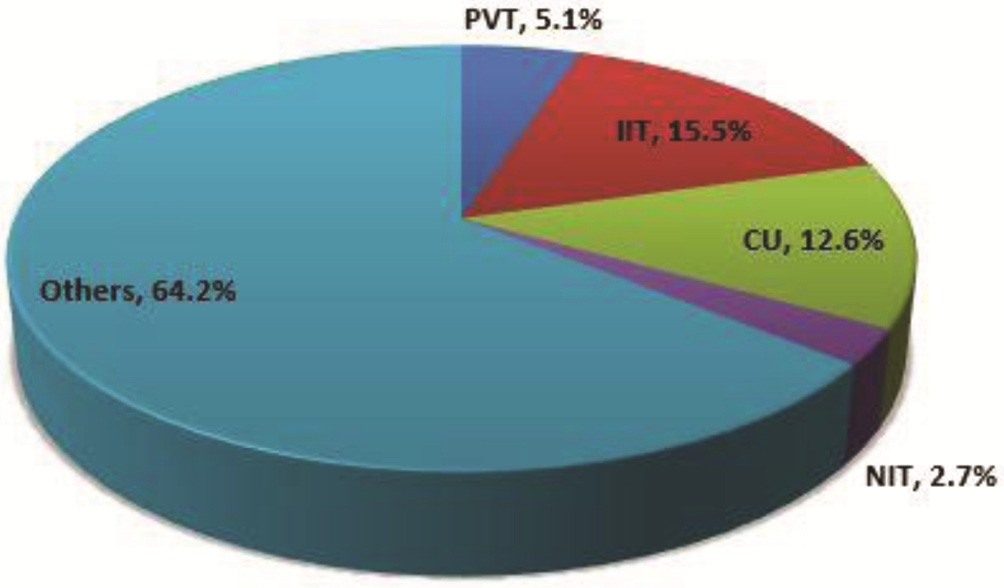 PVT, 5.1%
IIT, 15.5%
CU, 12.6%
Others, 64.2%
NIT, 2.7%